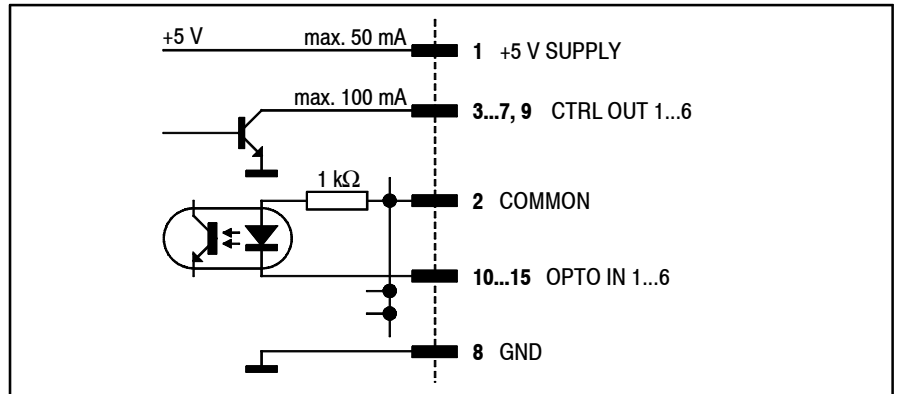 +5 V max. 50 mA 1 +5 V SUPPLY
max. 100 mA 3...7, 9 CTRL OUT 1...6
1 kΩ 2 COMMON
10...15 OPTO IN 1...6
8 GND